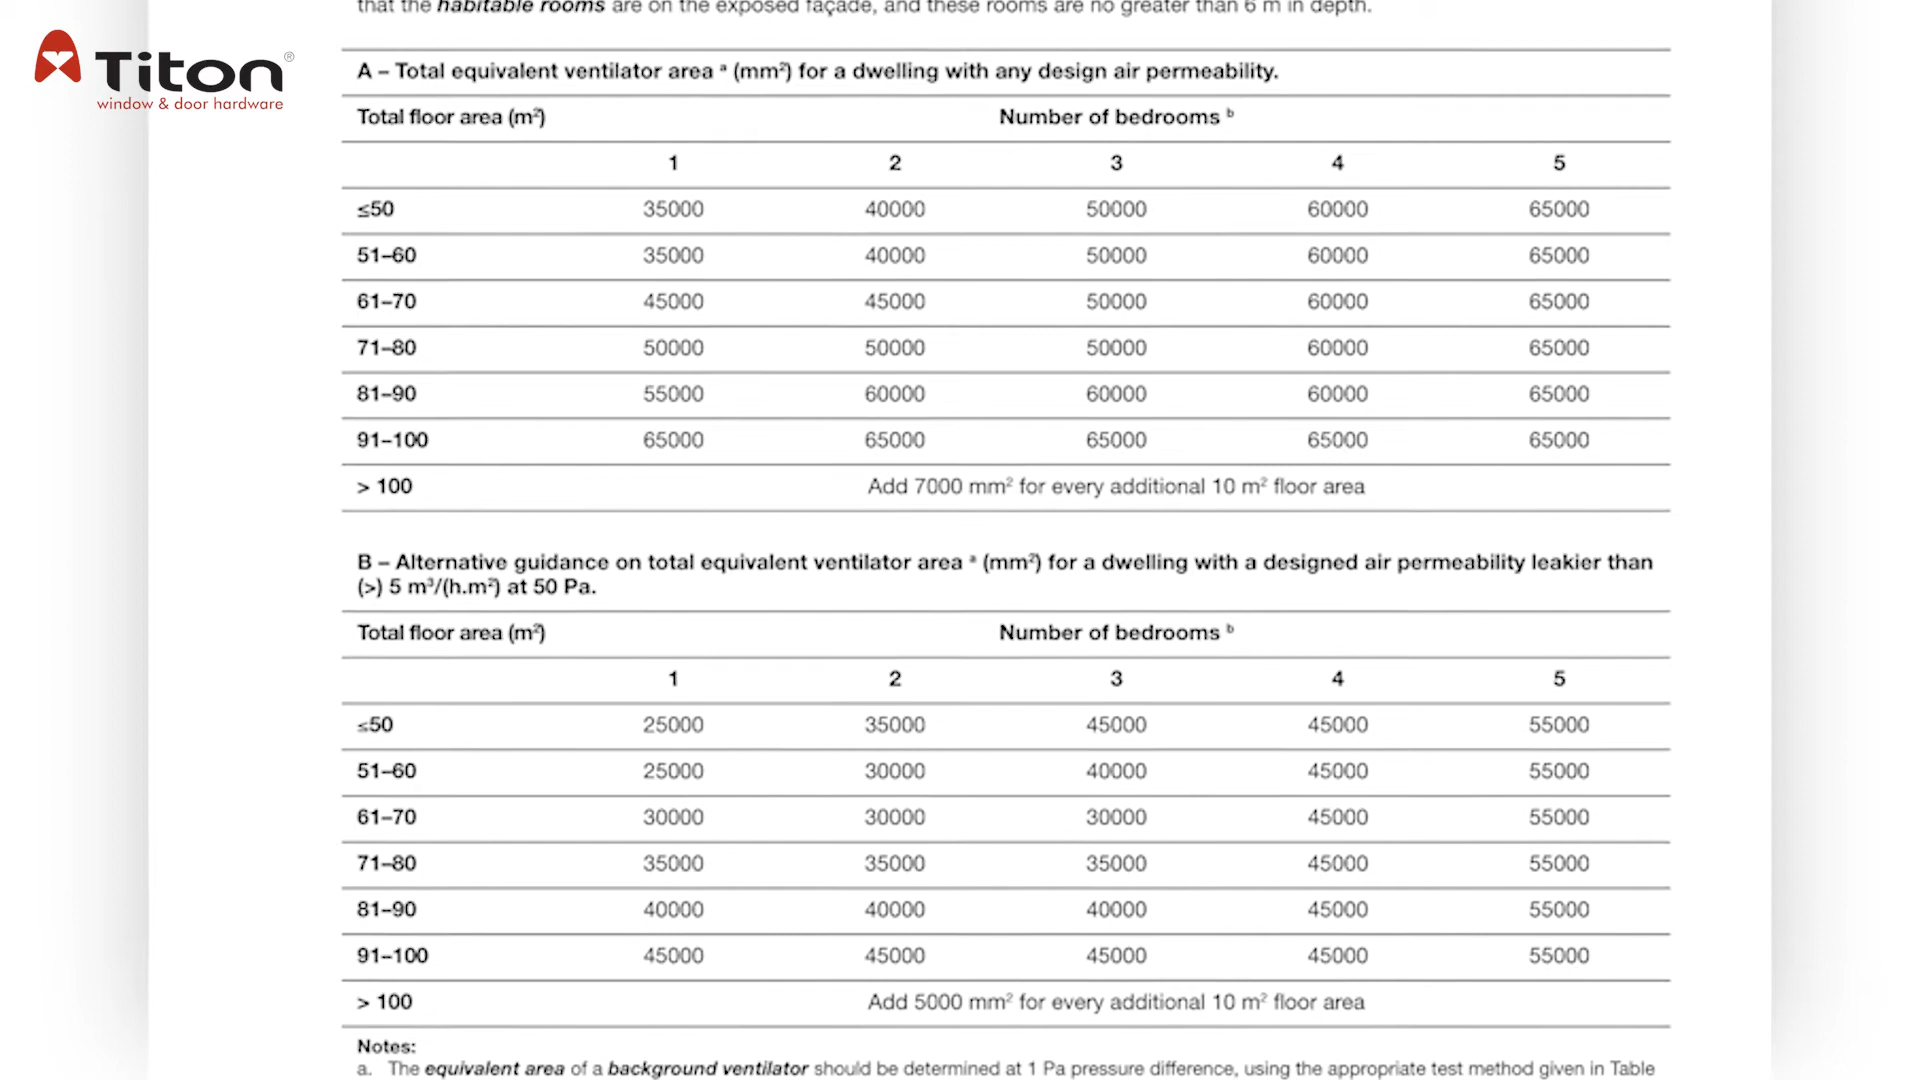 that the habitable rooms are on the exposed façade, and these rooms are no greater than 6 m in depth.
Titon®
window & door hardware
A – Total equivalent ventilator area ª (mm²) for a dwelling with any design air permeability.
Total floor area (m²) Number of bedrooms ᵇ
1 2 3 4 5
≤50 35000 40000 50000 60000 65000
51–60 35000 40000 50000 60000 65000
61–70 45000 45000 50000 60000 65000
71–80 50000 50000 50000 60000 65000
81–90 55000 60000 60000 60000 65000
91–100 65000 65000 65000 65000 65000
> 100 Add 7000 mm² for every additional 10 m² floor area
B – Alternative guidance on total equivalent ventilator area ª (mm²) for a dwelling with a designed air permeability leakier than
(>) 5 m³/(h.m²) at 50 Pa.
Total floor area (m²) Number of bedrooms ᵇ
1 2 3 4 5
≤50 25000 35000 45000 45000 55000
51–60 25000 30000 40000 45000 55000
61–70 30000 30000 30000 45000 55000
71–80 35000 35000 35000 45000 55000
81–90 40000 40000 40000 45000 55000
91–100 45000 45000 45000 45000 55000
> 100 Add 5000 mm² for every additional 10 m² floor area
Notes:
a. The equivalent area of a background ventilator should be determined at 1 Pa pressure difference, using the appropriate test method given in Table